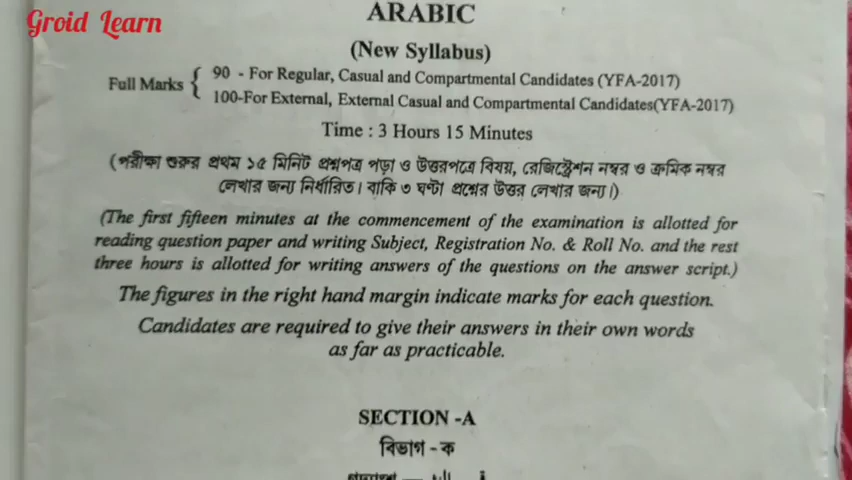 Groid Learn
ARABIC
(New Syllabus)
Full Marks { 90 - For Regular, Casual and Compartmental Candidates (YFA-2017)
100-For External, External Casual and Compartmental Candidates(YFA-2017)
Time : 3 Hours 15 Minutes
(পরীক্ষা শুরুর প্রথম ১৫ মিনিট প্রশ্নপত্র পড়া ও উত্তরপত্রে বিষয়, রেজিস্ট্রেশন নম্বর ও ক্রমিক নম্বর
লেখার জন্য নির্ধারিত। বাকি ৩ ঘণ্টা প্রশ্নের উত্তর লেখার জন্য।)
(The first fifteen minutes at the commencement of the examination is allotted for
reading question paper and writing Subject, Registration No. & Roll No. and the rest
three hours is allotted for writing answers of the questions on the answer script.)
The figures in the right hand margin indicate marks for each question.
Candidates are required to give their answers in their own words
as far as practicable.
SECTION -A
বিভাগ - ক